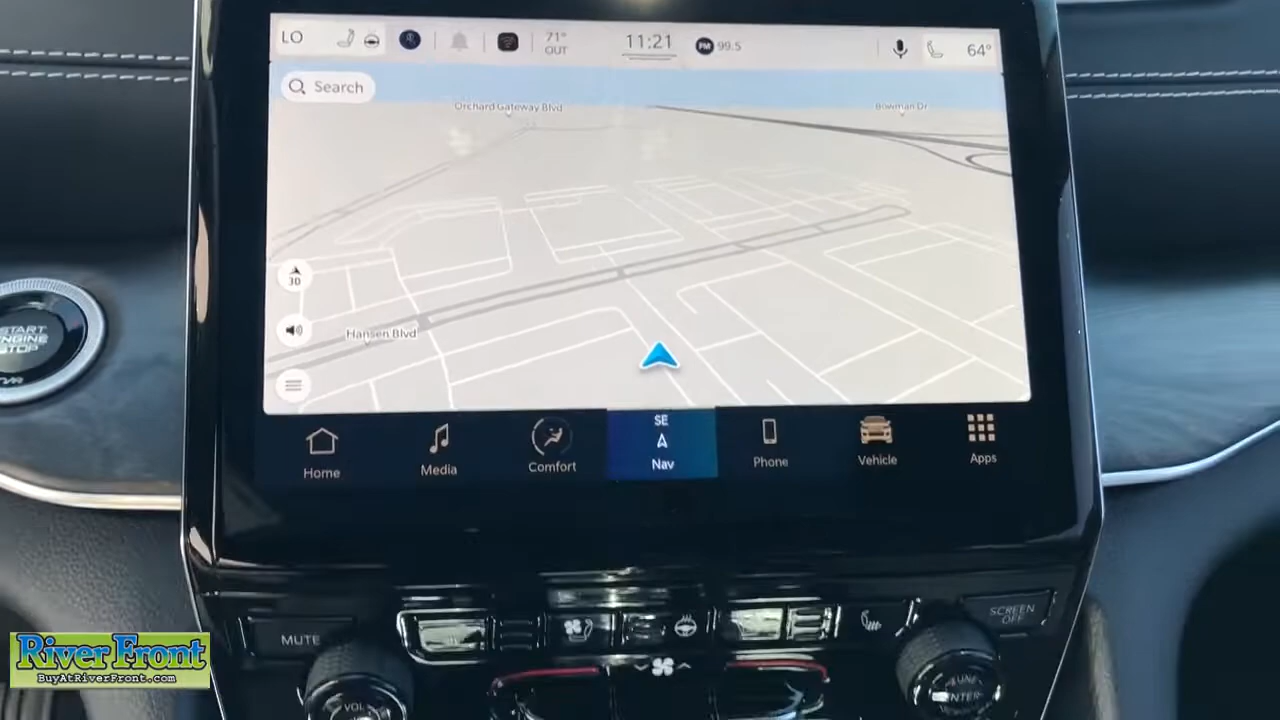 LO
71°
OUT
11:21
FM 99.5
64°
Search
Orchard Gateway Blvd
Bowman Dr
3D
Hansen Blvd
START
ENGINE
STOP
SE
Home
Media
Comfort
Nav
Phone
Vehicle
Apps
MUTE
SCREEN
OFF
VOL
TUNE
ENTER
River Front
BuyAtRiverFront.com